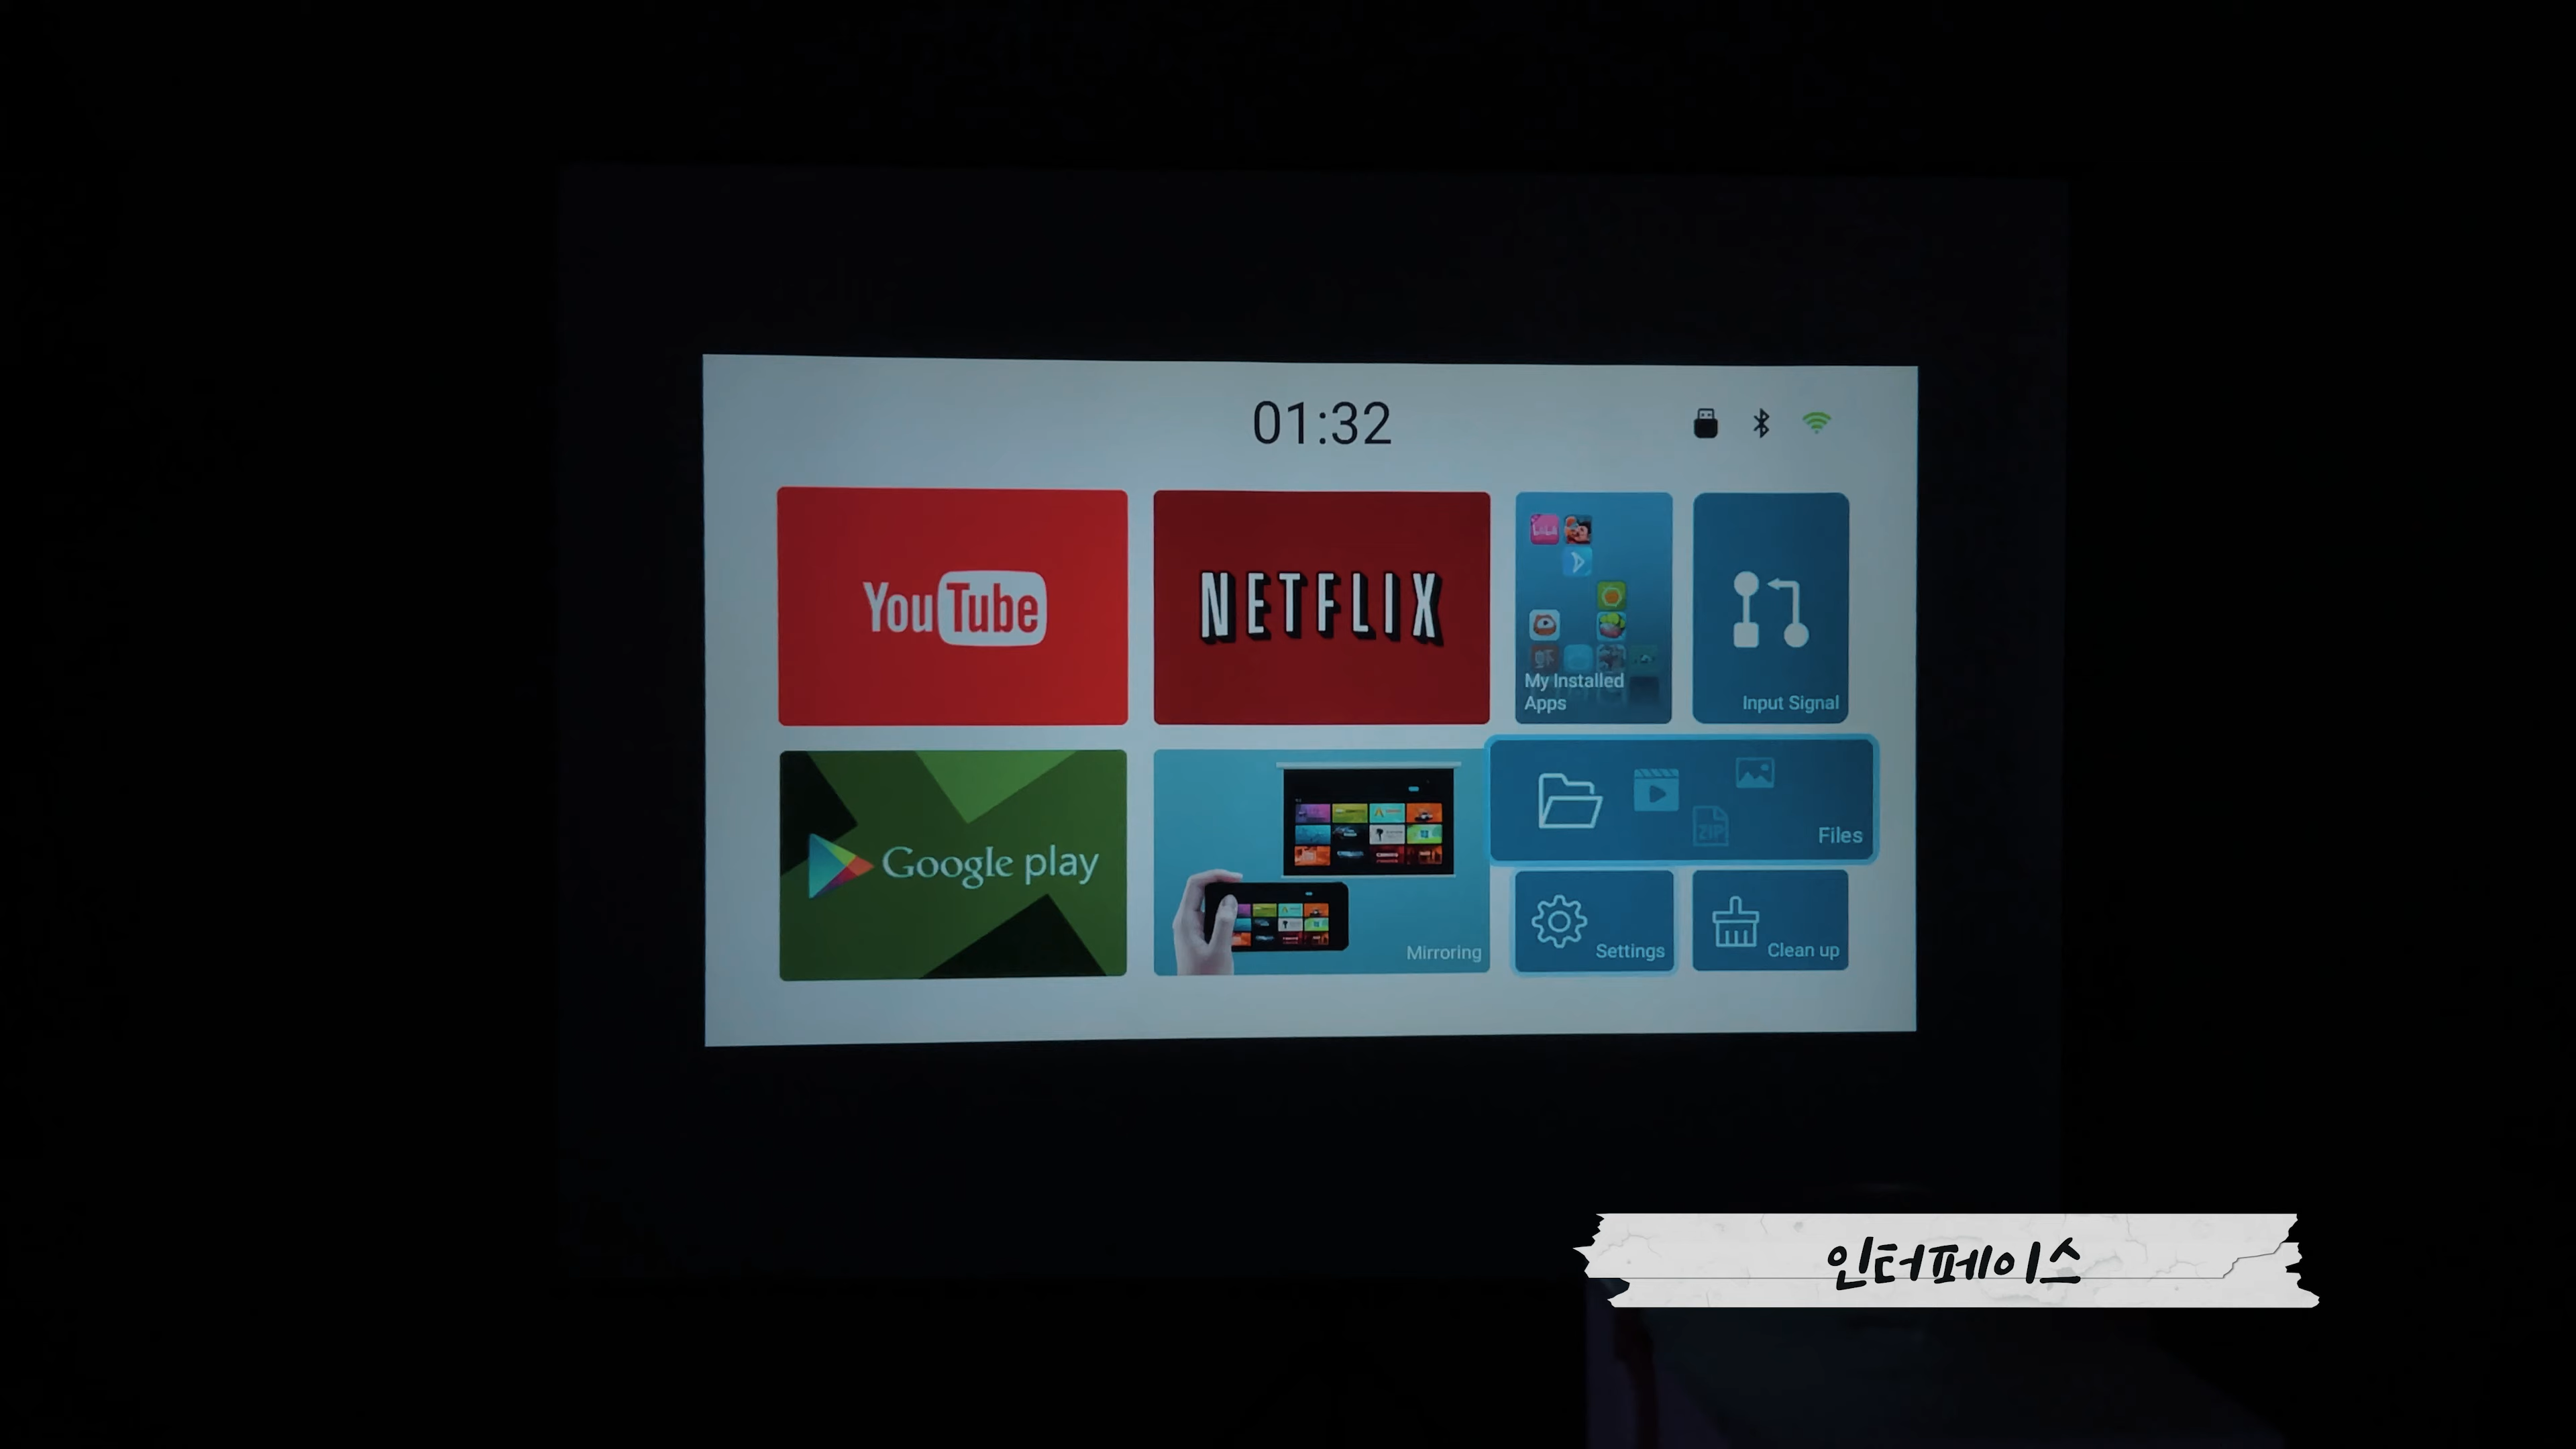 01:32
YouTube
NETFLIX
My Installed
Apps
Input Signal
Google play
Mirroring
ZIP
Files
Settings
Clean up
인터페이스